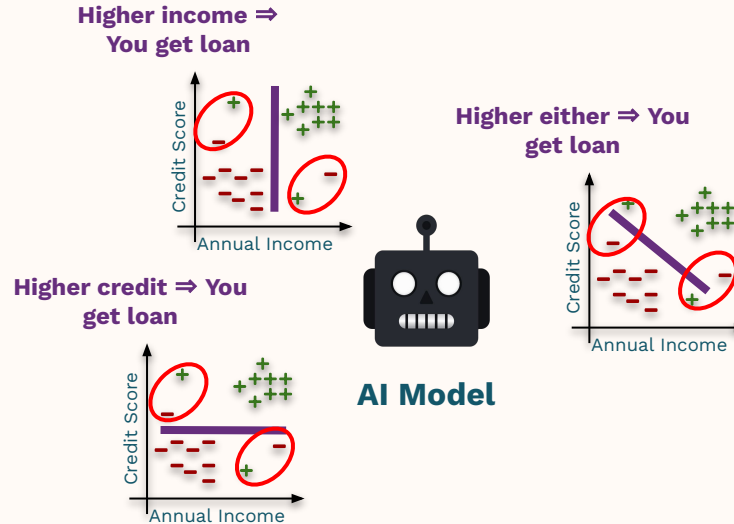 Higher income ⇒
You get loan
Credit Score
Annual Income
Higher either ⇒ You
get loan
Credit Score
Annual Income
Higher credit ⇒ You
get loan
Credit Score
Annual Income
AI Model